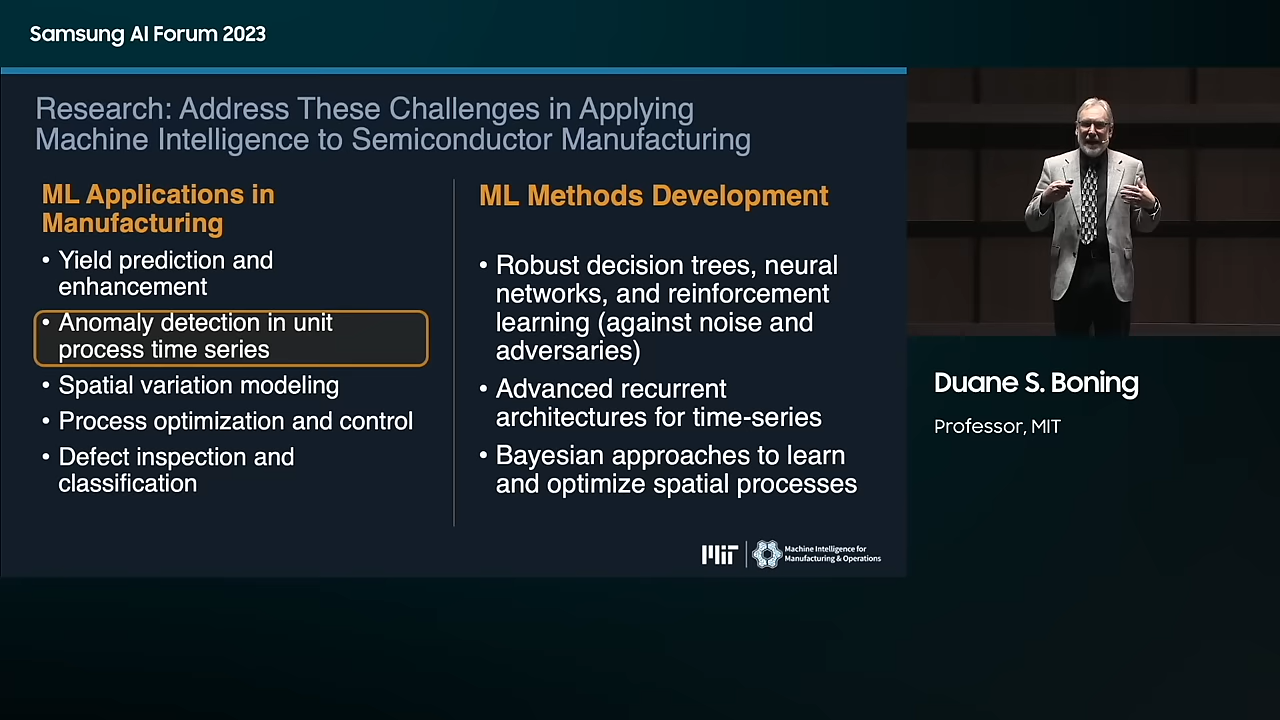 Samsung AI Forum 2023
Research: Address These Challenges in Applying
Machine Intelligence to Semiconductor Manufacturing
ML Applications in
Manufacturing
• Yield prediction and
enhancement
• Anomaly detection in unit
process time series
• Spatial variation modeling
• Process optimization and control
• Defect inspection and
classification
ML Methods Development
• Robust decision trees, neural
networks, and reinforcement
learning (against noise and
adversaries)
• Advanced recurrent
architectures for time-series
• Bayesian approaches to learn
and optimize spatial processes
MIT
Machine Intelligence for
Manufacturing & Operations
Duane S. Boning
Professor, MIT